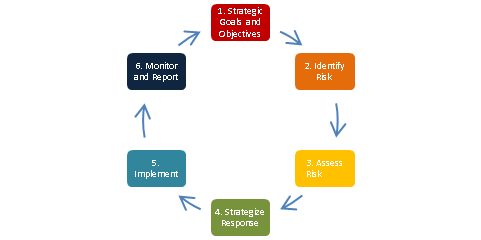 1. Strategic
Goals and
Objectives
2. Identify
Risk
3. Assess
Risk
4. Strategize
Response
5.
Implement
6. Monitor
and Report